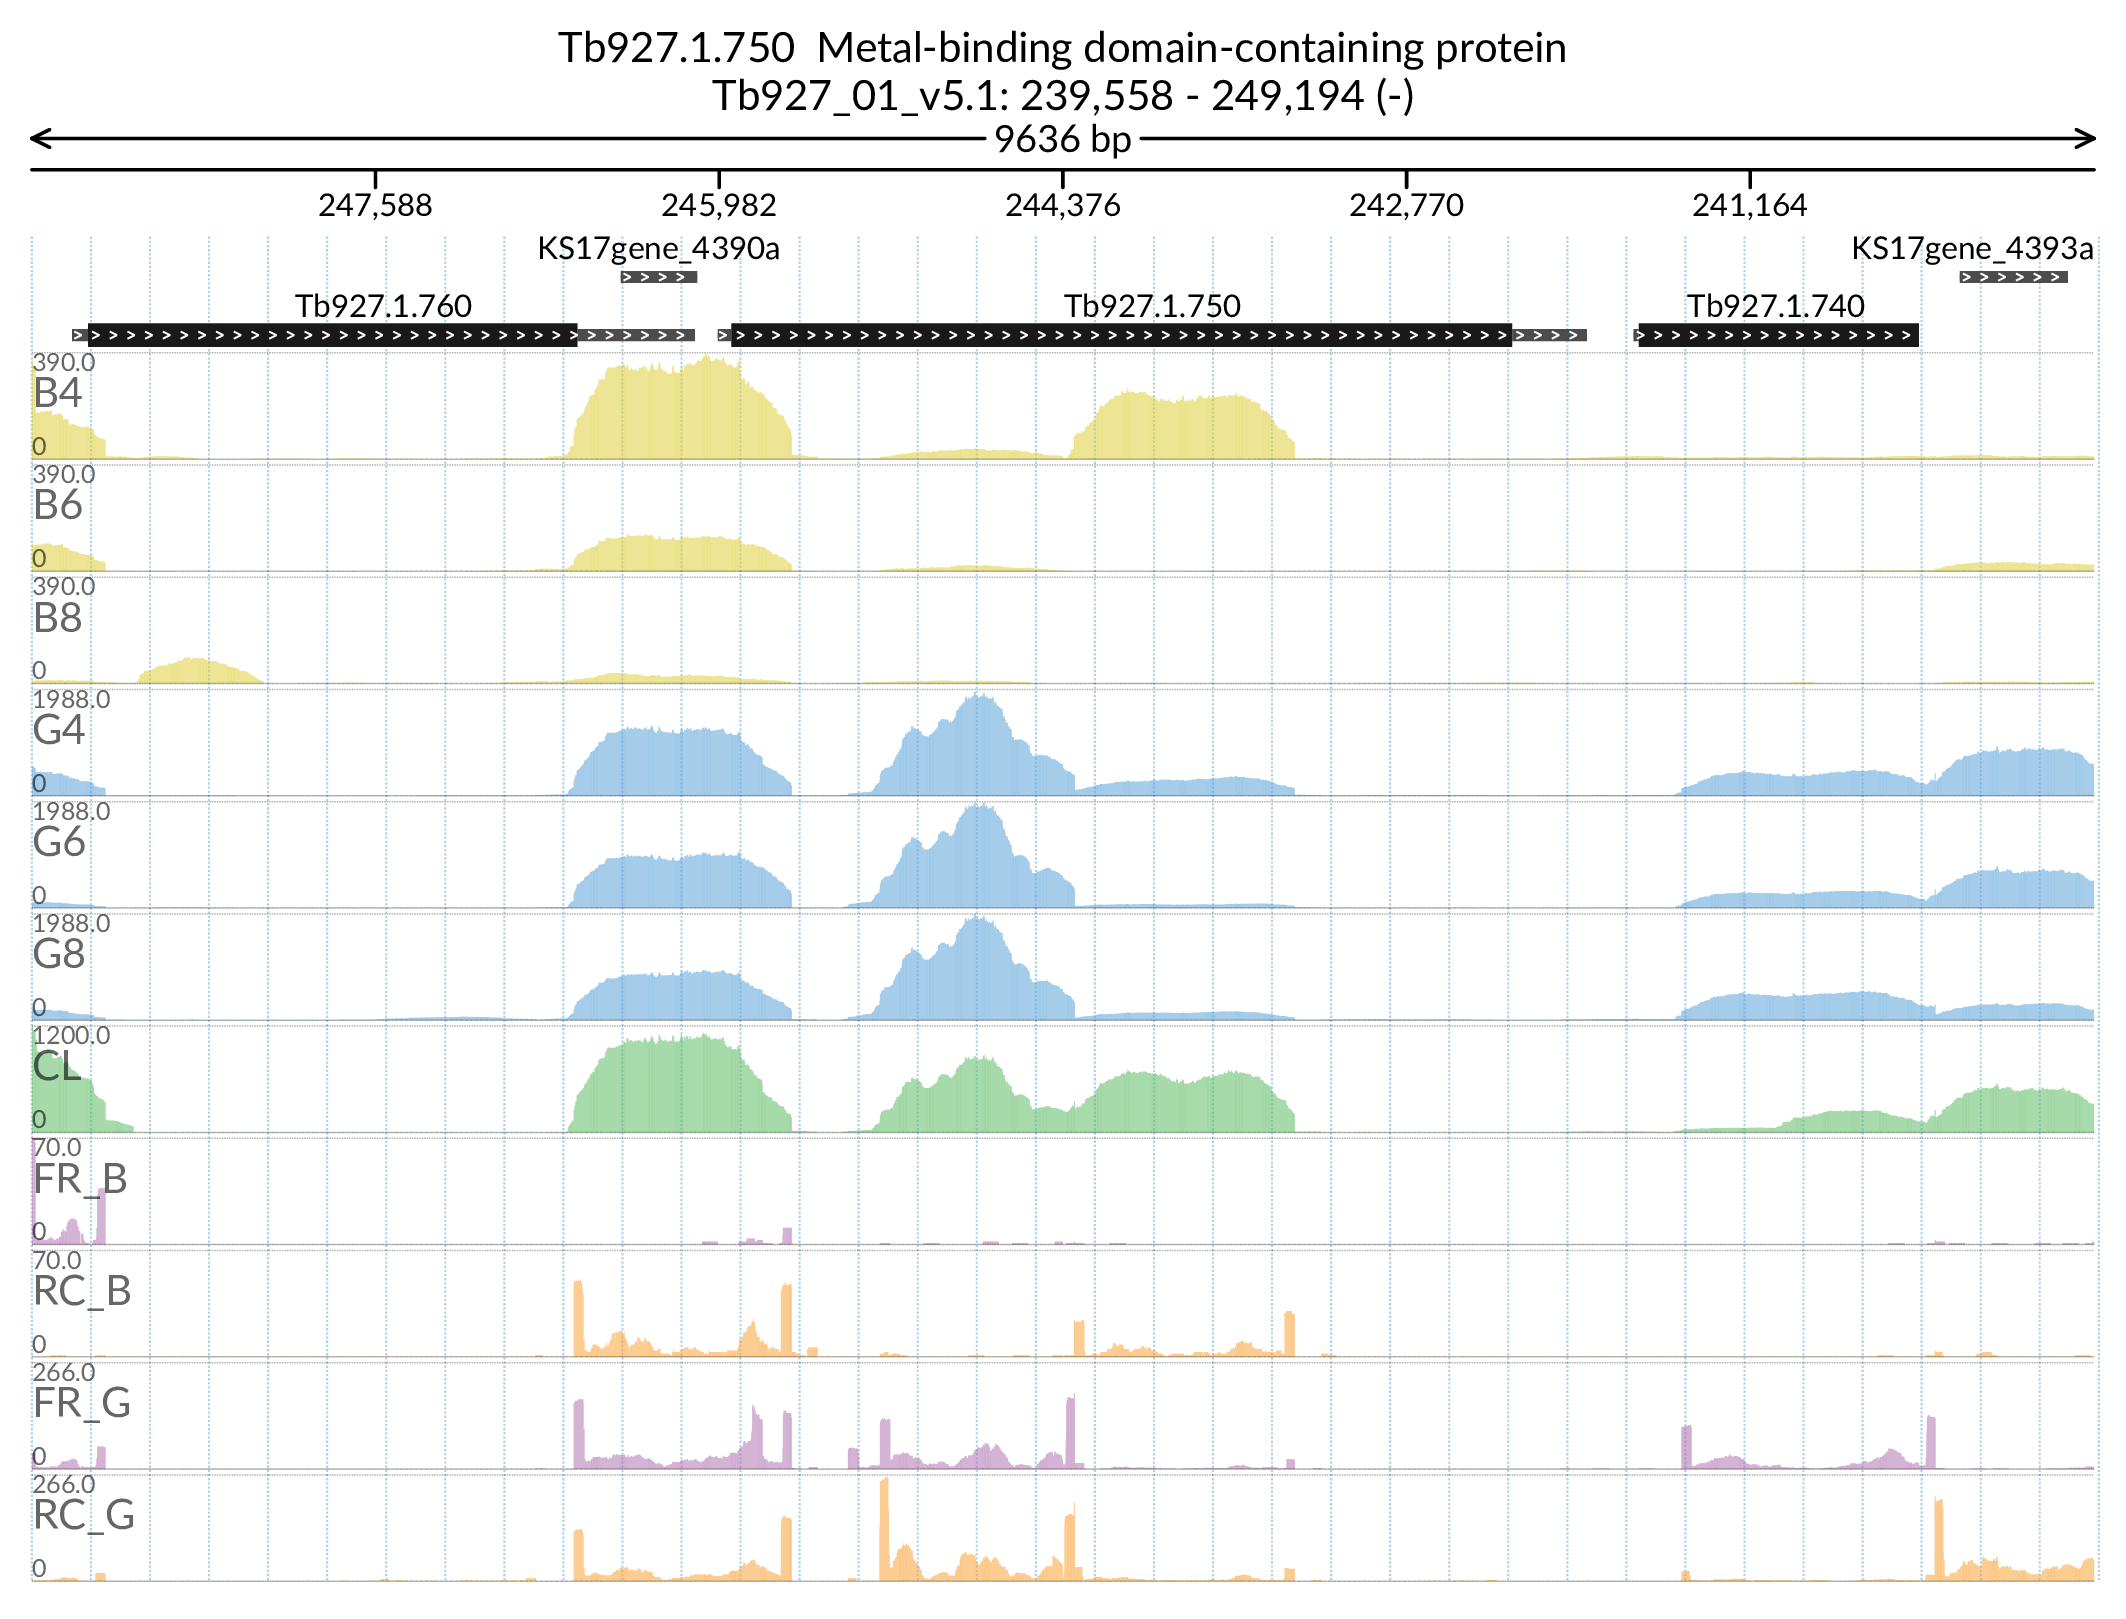 Tb927.1.750  Metal-binding domain-containing protein
Tb927_01_v5.1: 239,558 - 249,194 (-)
9636 bp
247,588 245,982 244,376 242,770 241,164
KS17gene_4390a KS17gene_4393a
Tb927.1.760 Tb927.1.750 Tb927.1.740
390.0
B4
0
390.0
B6
0
390.0
B8
0
1988.0
G4
0
1988.0
G6
0
1988.0
G8
0
1200.0
CL
0
70.0
FR_B
0
70.0
RC_B
0
266.0
FR_G
0
266.0
RC_G
0